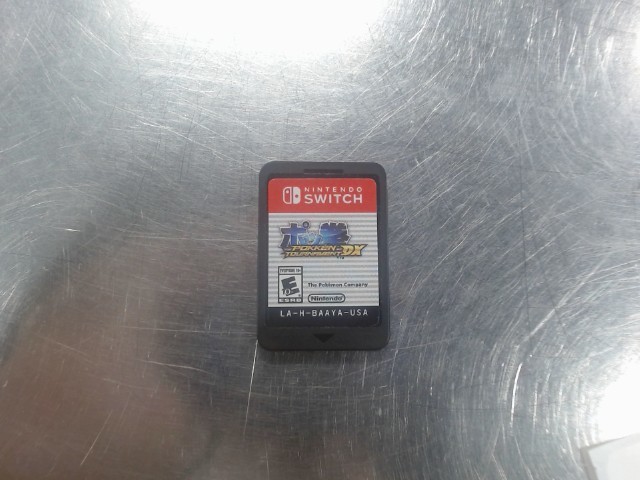 NINTENDO
SWITCH
ポッ拳
POKKÉN
TOURNAMENT DX
E
ESRB
The Pokémon Company
Nintendo
LA-H-BAAYA-USA